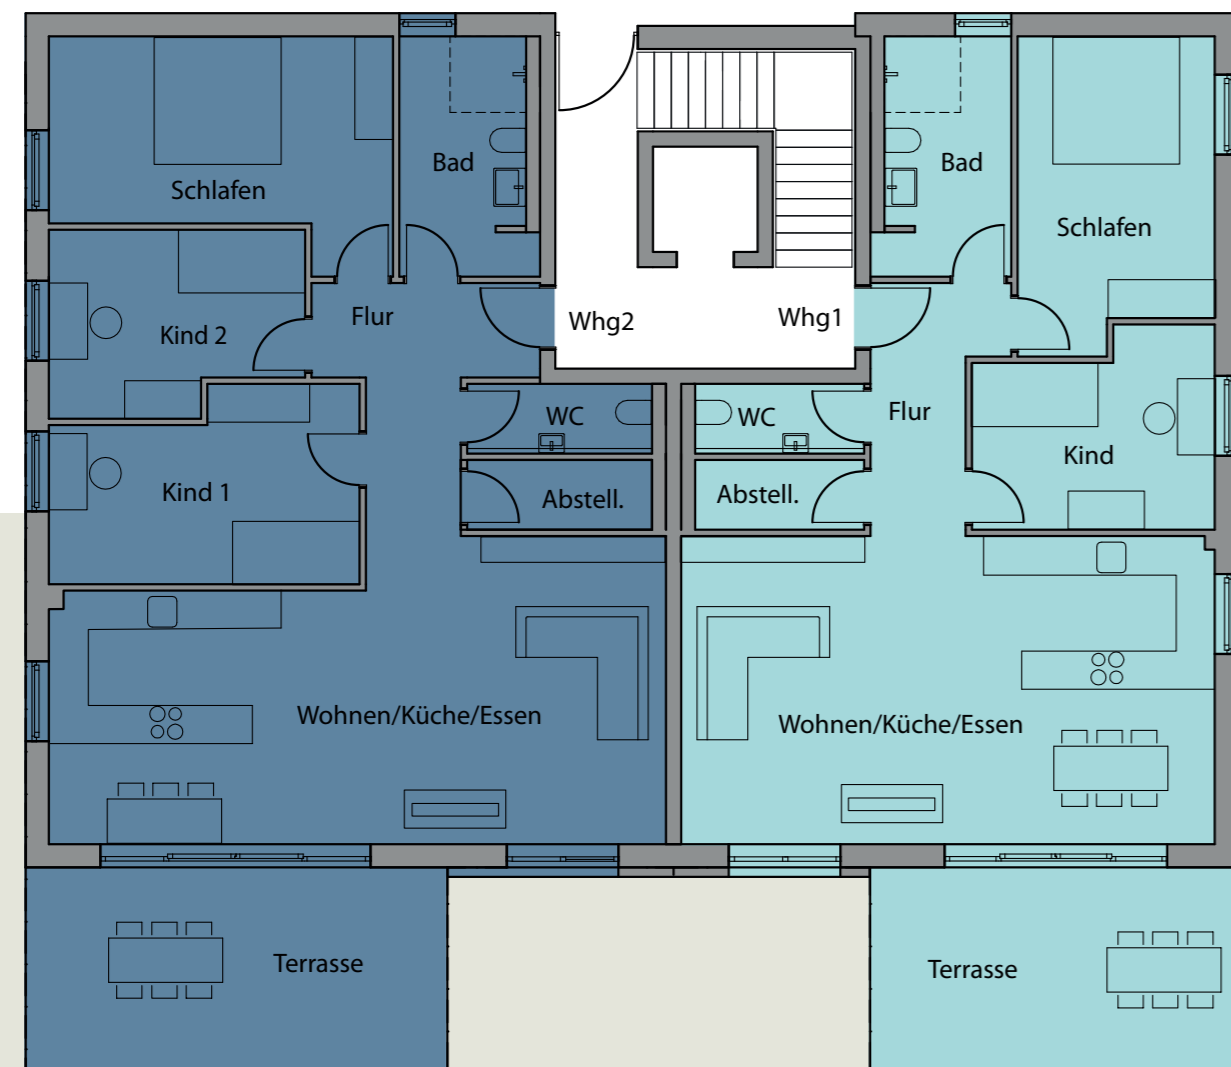 Bad
Bad
Schlafen
Schlafen
Flur
Whg2
Whg1
Kind 2
WC
WC
Flur
Kind
Kind 1
Abstell.
Abstell.
Wohnen/Küche/Essen
Wohnen/Küche/Essen
Terrasse
Terrasse